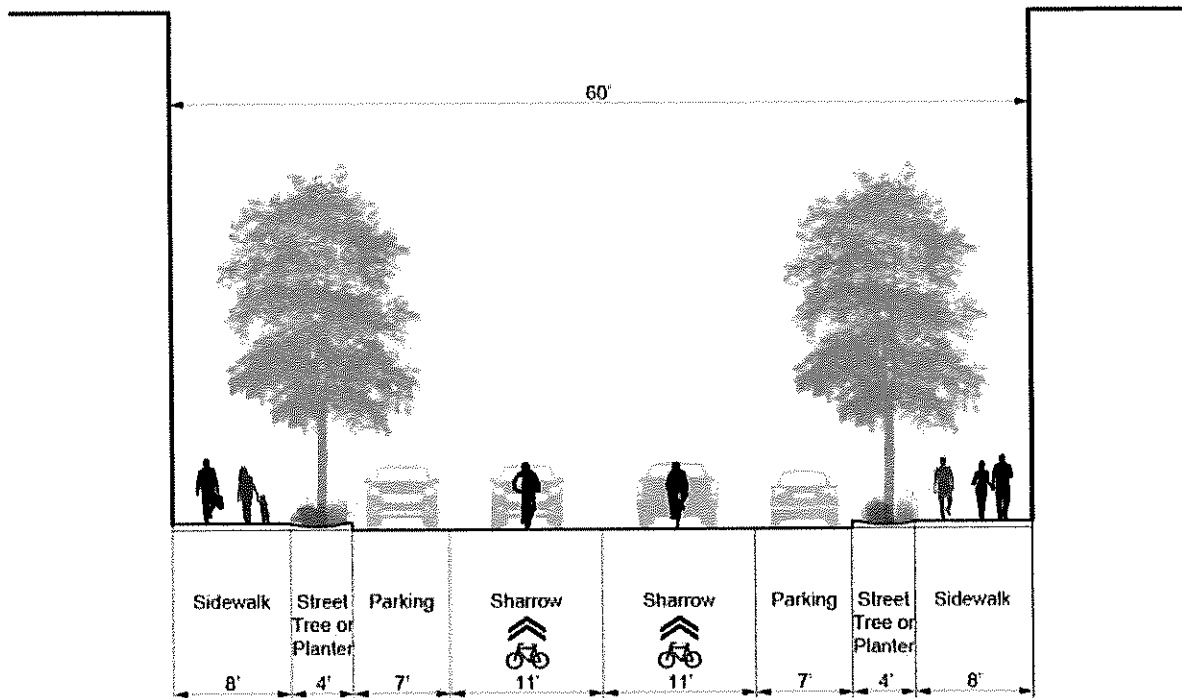 60'
Sidewalk Street Parking Sharrow Sharrow Parking Street Sidewalk
Tree or Tree or
Planter Planter
8' 4' 7' 11' 11' 7' 4' 8'